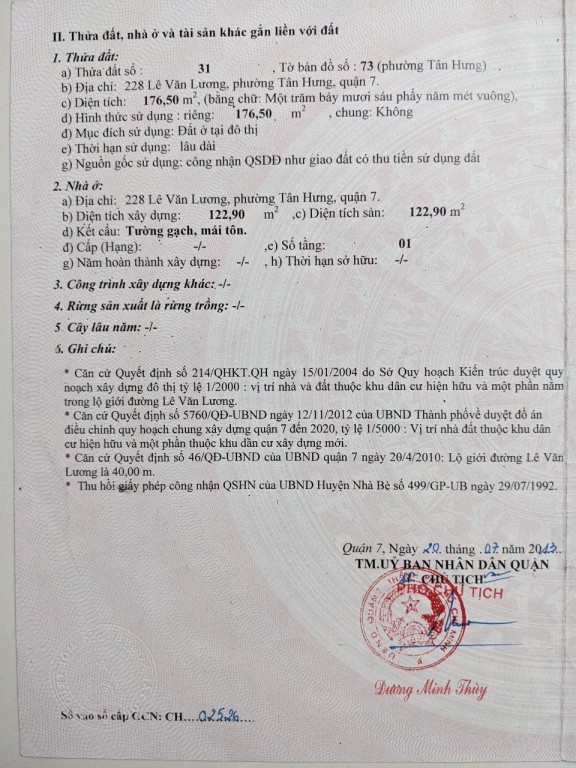 II. Thửa đất, nhà ở và tài sản khác gắn liền với đất
1. Thửa đất:
a) Thửa đất số : 31 , Tờ bản đồ số : 73 (phường Tân Hưng)
b) Địa chỉ: 228 Lê Văn Lương, phường Tân Hưng, quận 7.
c) Diện tích: 176,50 m², (bằng chữ: Một trăm bảy mươi sáu phẩy năm mét vuông),
d) Hình thức sử dụng : riêng: 176,50 m² , chung: Không
đ) Mục đích sử dụng: Đất ở tại đô thị
e) Thời hạn sử dụng: lâu dài
g) Nguồn gốc sử dụng: công nhận QSDĐ như giao đất có thu tiền sử dụng đất
2. Nhà ở:
a) Địa chỉ: 228 Lê Văn Lương, phường Tân Hưng, quận 7.
b) Diện tích xây dựng: 122,90 m² ,c) Diện tích sàn: 122,90 m²
d) Kết cấu: Tường gạch, mái tôn.
đ) Cấp (Hạng): -/- ,e) Số tầng: 01
g) Năm hoàn thành xây dựng: -/- , h) Thời hạn sở hữu: -/-
3. Công trình xây dựng khác: -/-
4. Rừng sản xuất là rừng trồng: -/-
5. Cây lâu năm: -/-
6. Ghi chú:
* Căn cứ Quyết định số 214/QHKT.QH ngày 15/01/2004 do Sở Quy hoạch Kiến trúc duyệt quy
hoạch xây dựng đô thị tỷ lệ 1/2000 : vị trí nhà và đất thuộc khu dân cư hiện hữu và một phần nằm
trong lộ giới đường Lê Văn Lương.
* Căn cứ Quyết định số 5760/QĐ-UBND ngày 12/11/2012 của UBND Thành phốvề duyệt đồ án
điều chỉnh quy hoạch chung xây dựng quận 7 đến 2020, tỷ lệ 1/5000 : Vị trí nhà đất thuộc khu dân
cư hiện hữu và một phần thuộc khu dần cư xây dựng mới.
* Căn cứ Quyết định số 46/QĐ-UBND của UBND quận 7 ngày 20/4/2010: Lộ giới đường Lê Văn
Lương là 40,00 m.
* Thu hồi giấy phép công nhận QSHN của UBND Huyện Nhà Bè số 499/GP-UB ngày 29/07/1992.
Quận 7, Ngày 20 tháng .07. năm 2013
TM.UỶ BAN NHÂN DÂN QUẬN
CHỦ TỊCH
PHÓ CHỦ TỊCH
Dương Minh Thùy
Số vào sổ cấp GCN: CH....02526....